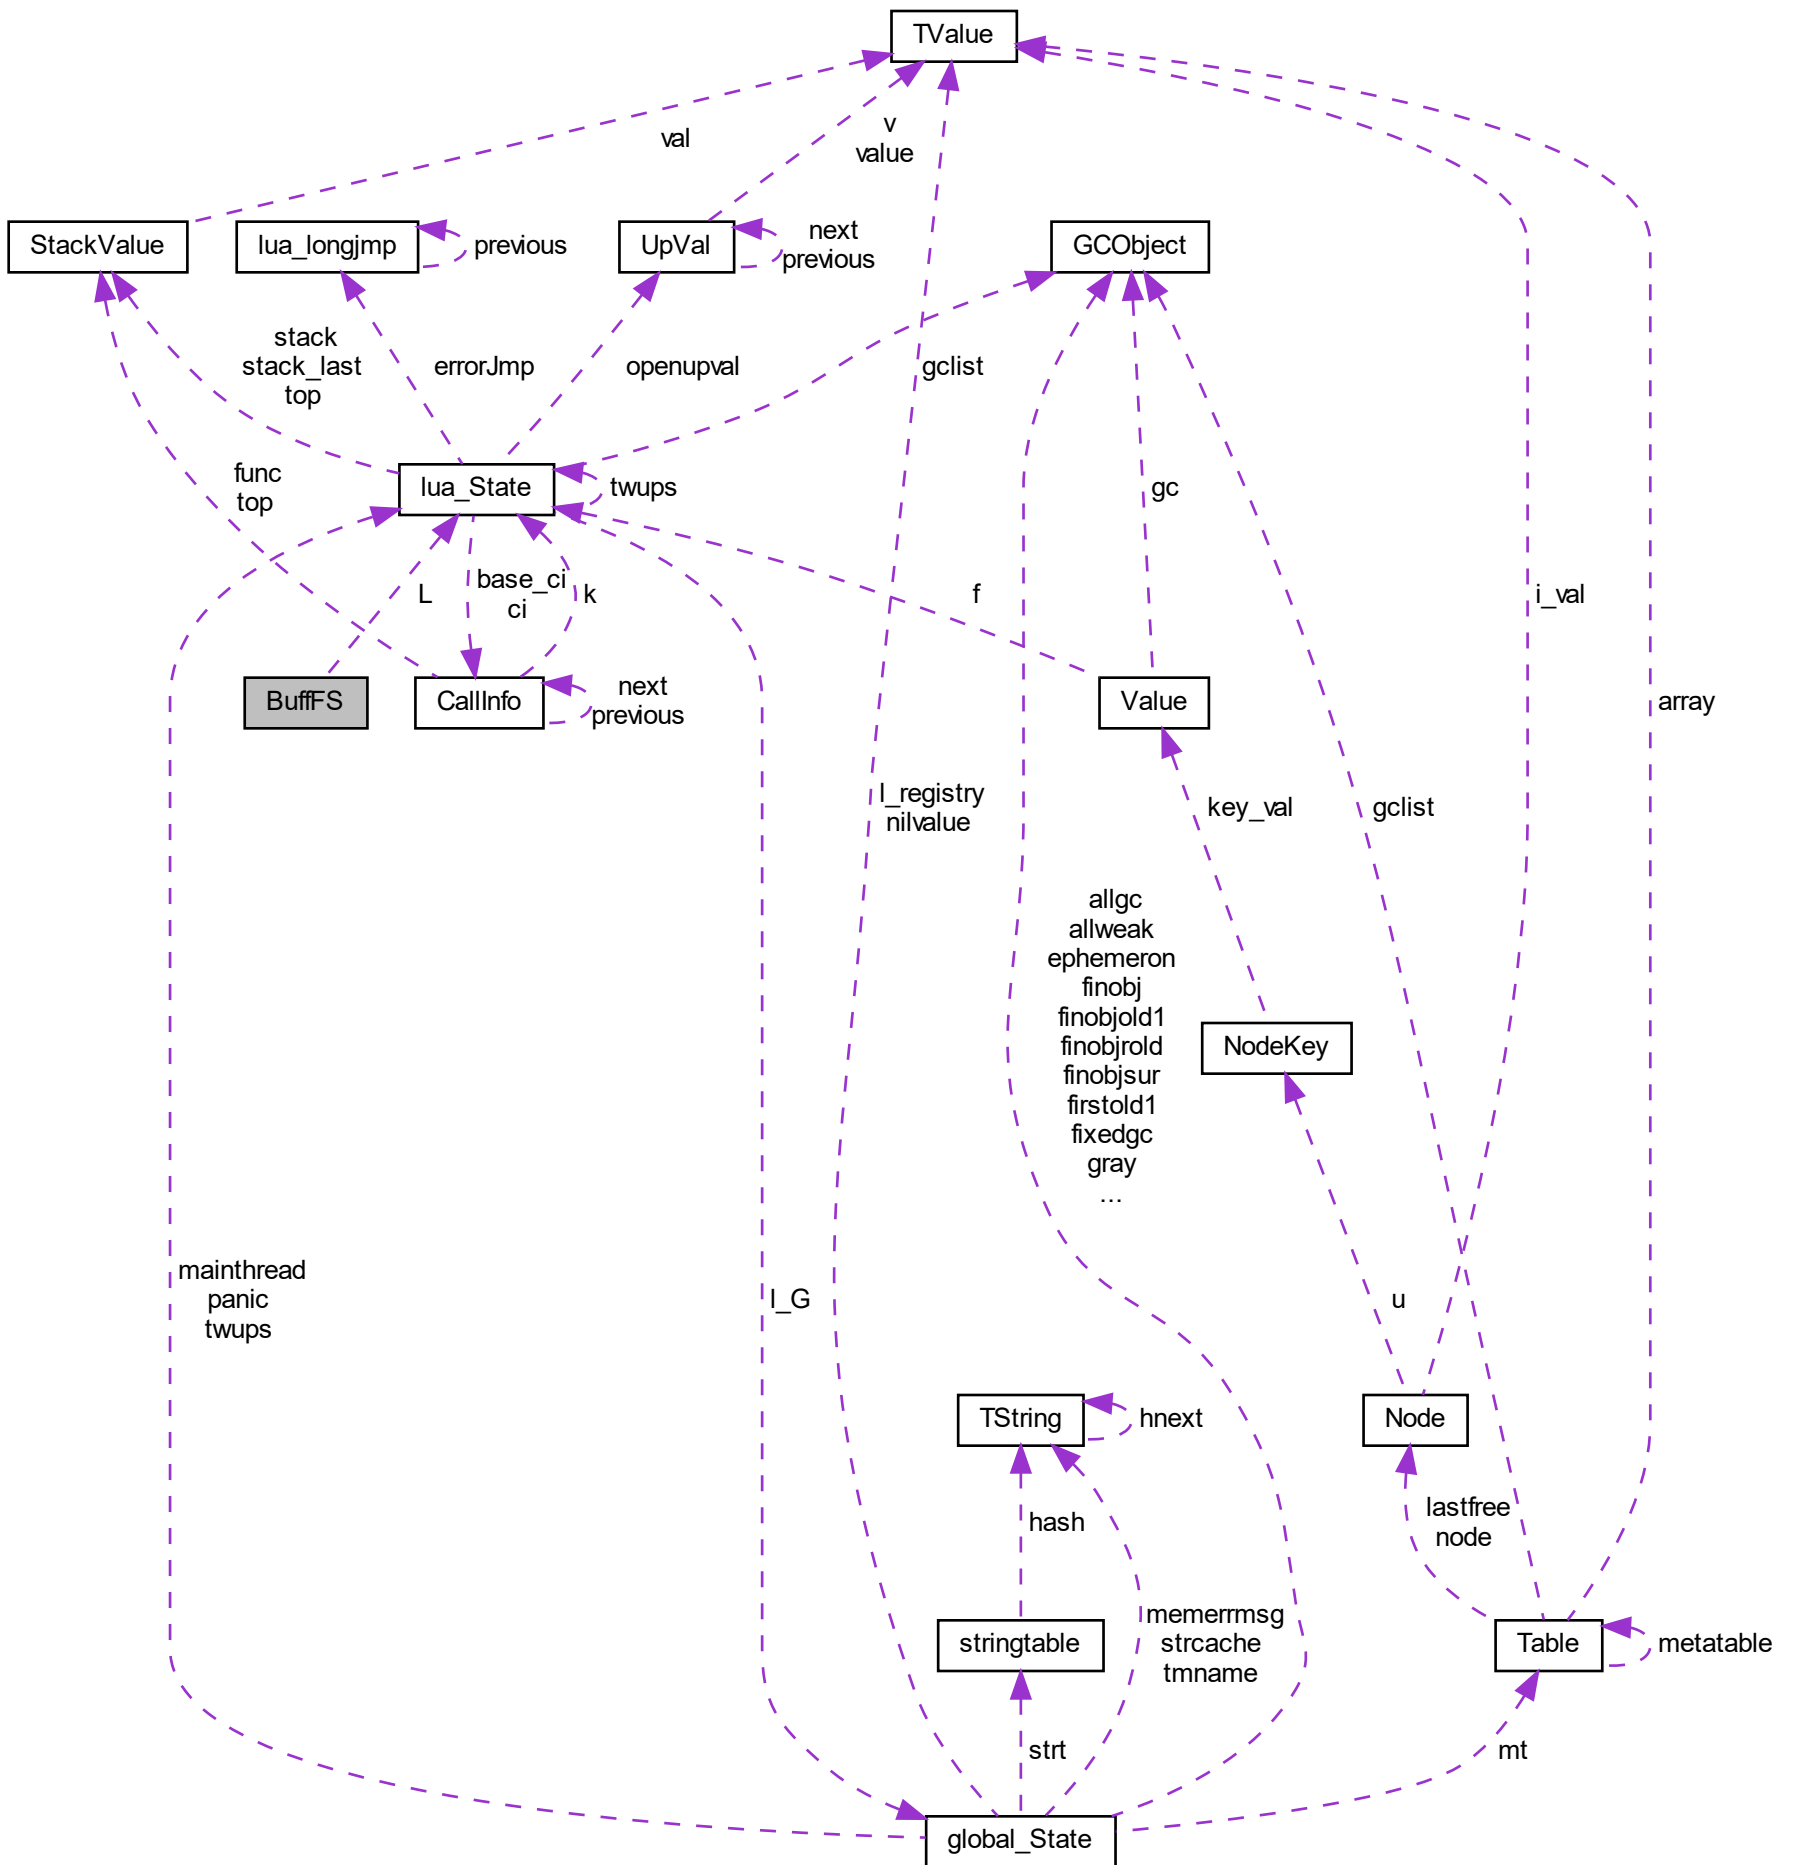 TValue
val
v
value
StackValue
lua_longjmp
previous
UpVal
next
previous
GCObject
stack
stack_last
top
errorJmp
openupval
gclist
func
top
lua_State
twups
gc
L
base_ci
ci
k
f
i_val
BuffFS
CallInfo
next
previous
Value
array
l_registry
nilvalue
key_val
gclist
allgc
allweak
ephemeron
finobj
finobjold1
finobjrold
finobjsur
firstold1
fixedgc
gray
...
NodeKey
mainthread
panic
twups
l_G
u
TString
hnext
Node
hash
lastfree
node
stringtable
memerrmsg
strcache
tmname
Table
metatable
strt
mt
global_State